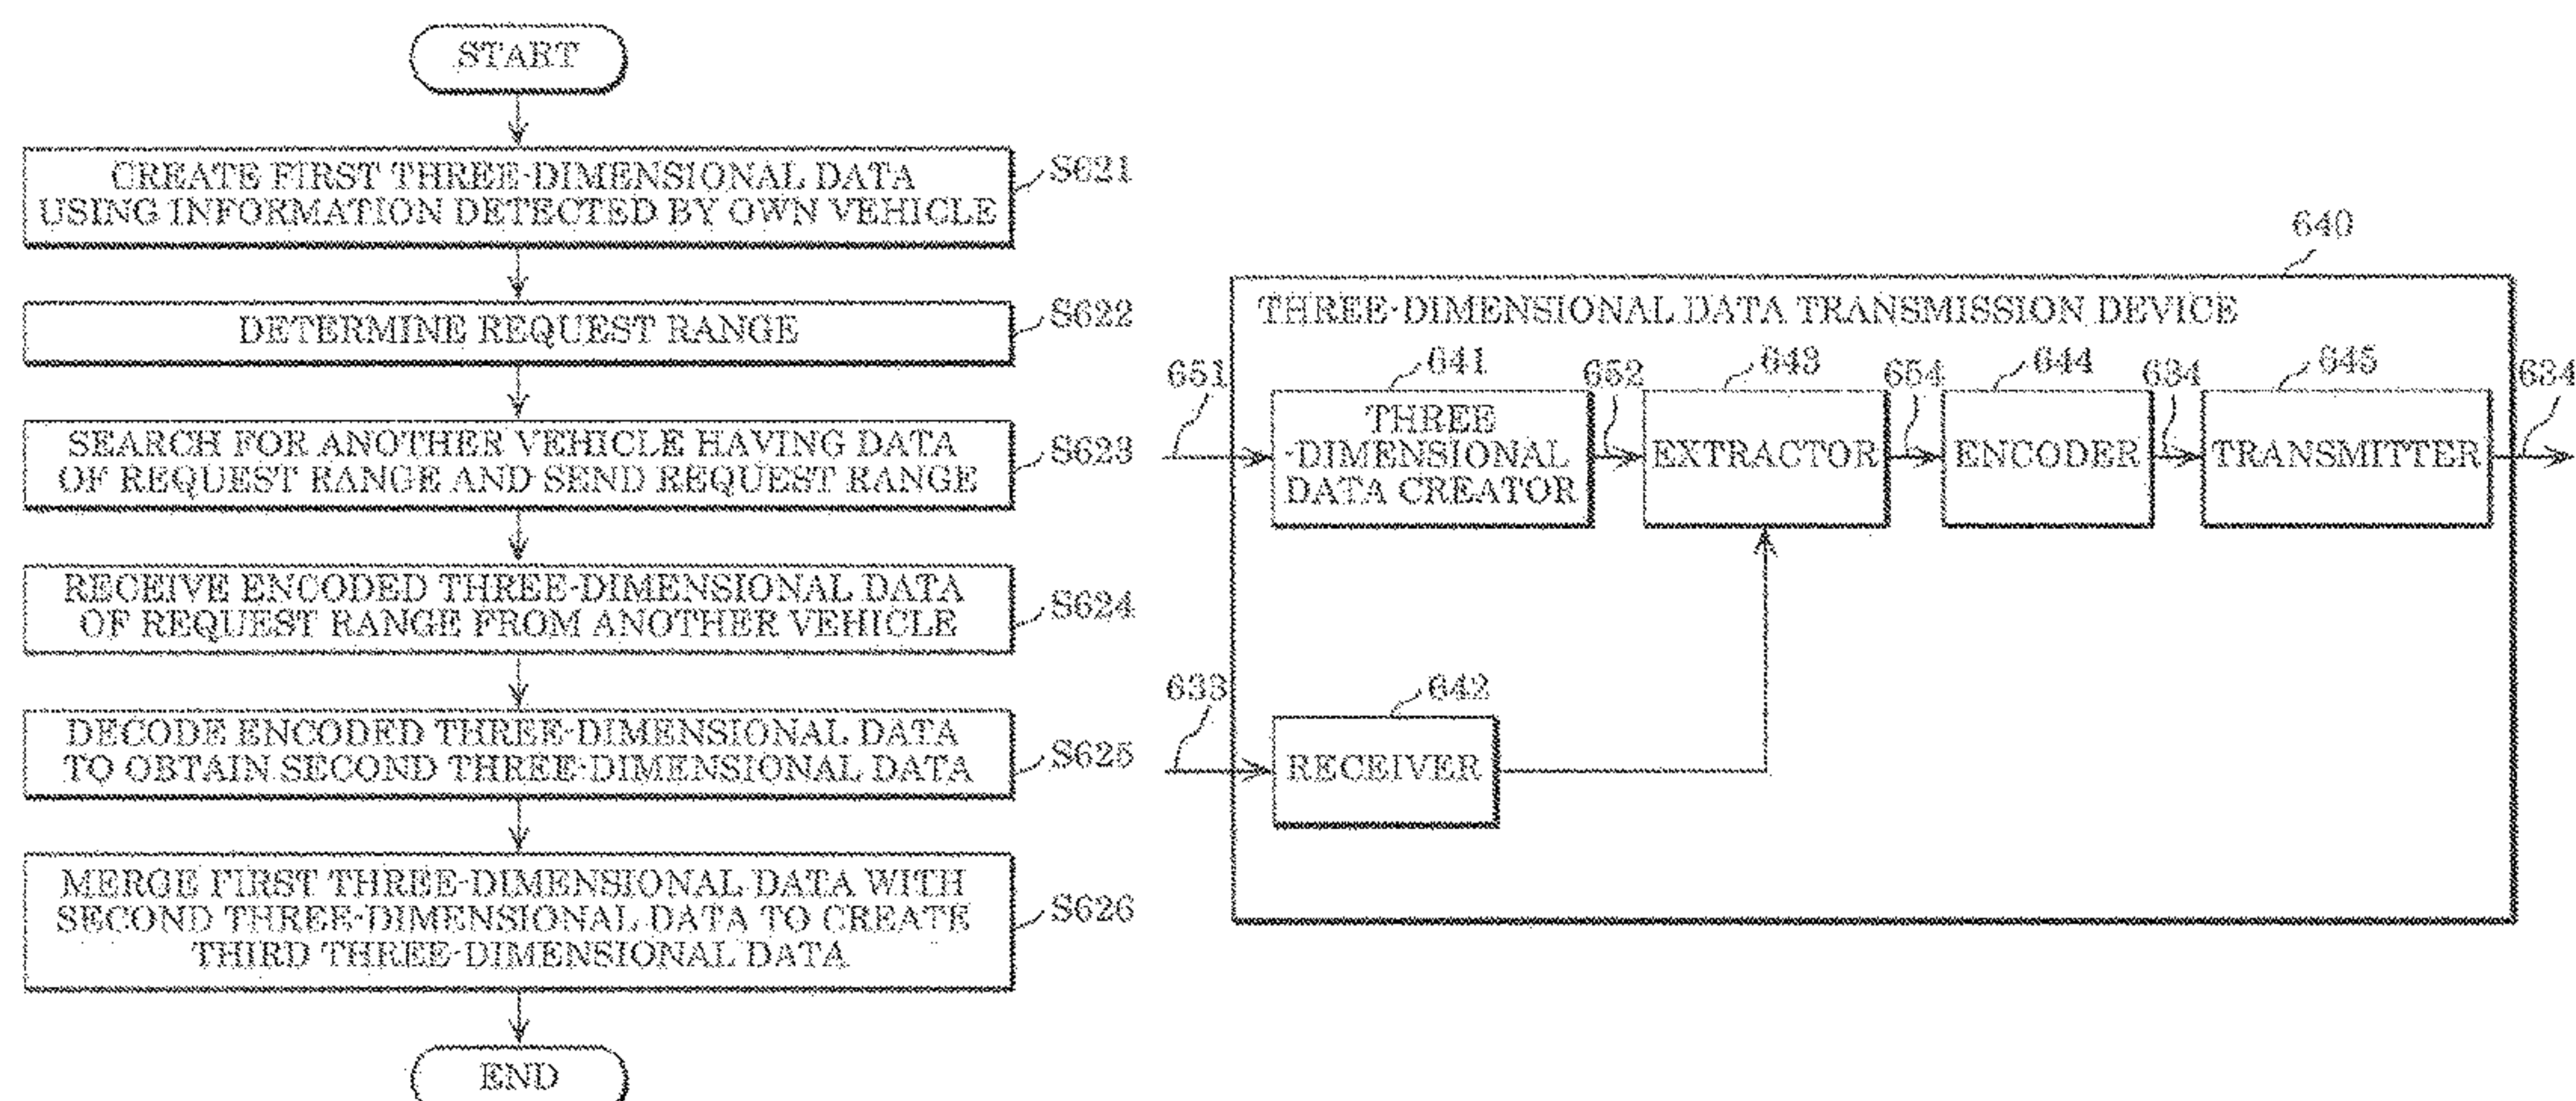 START
CREATE FIRST THREE-DIMENSIONAL DATA
USING INFORMATION DETECTED BY OWN VEHICLE
S621
DETERMINE REQUEST RANGE
S622
SEARCH FOR ANOTHER VEHICLE HAVING DATA
OF REQUEST RANGE AND SEND REQUEST RANGE
S623
RECEIVE ENCODED THREE-DIMENSIONAL DATA
OF REQUEST RANGE FROM ANOTHER VEHICLE
S624
DECODE ENCODED THREE-DIMENSIONAL DATA
TO OBTAIN SECOND THREE-DIMENSIONAL DATA
S625
MERGE FIRST THREE-DIMENSIONAL DATA WITH
SECOND THREE-DIMENSIONAL DATA TO CREATE
THIRD THREE-DIMENSIONAL DATA
S626
END
640
THREE-DIMENSIONAL DATA TRANSMISSION DEVICE
651
641
652
643
654
644
634
645
634
THREE
-DIMENSIONAL
DATA CREATOR
EXTRACTOR
ENCODER
TRANSMITTER
633
642
RECEIVER